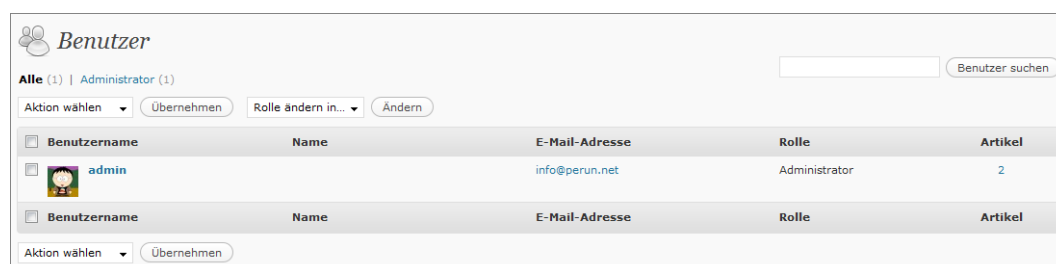 Benutzer
Benutzer suchen
Alle (1) | Administrator (1)
Aktion wählen Übernehmen Rolle ändern in... Ändern
Benutzername Name E-Mail-Adresse Rolle Artikel
admin info@perun.net Administrator 2
Benutzername Name E-Mail-Adresse Rolle Artikel
Aktion wählen Übernehmen